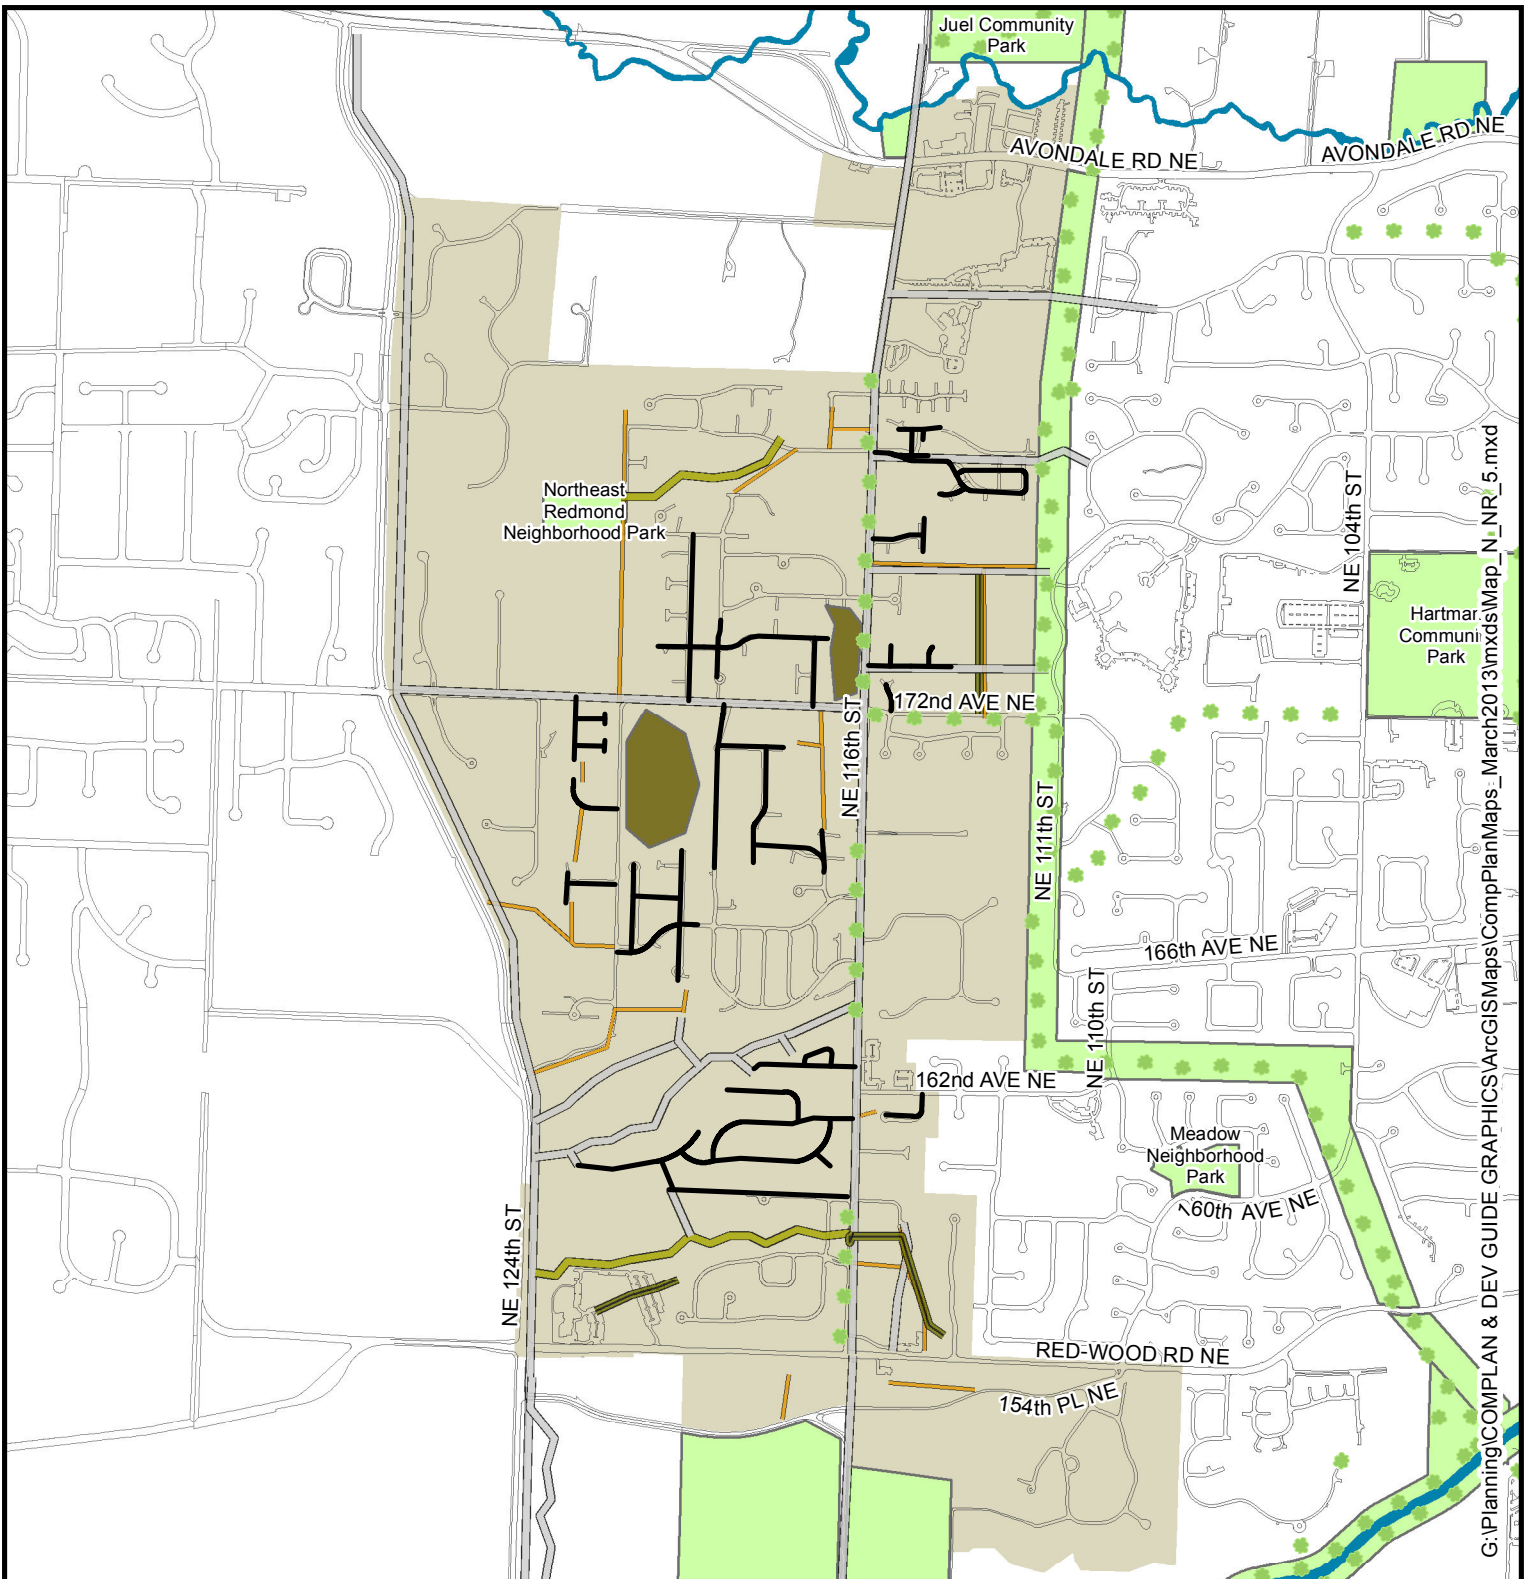 Juel Community
Park
AVONDALE RD NE
AVONDALE RD NE
Northeast
Redmond
Neighborhood Park
NE 104th ST
Hartman
Communi
Park
172nd AVE NE
NE 116th ST
NE 111th ST
166th AVE NE
NE 110th ST
162nd AVE NE
Meadow
Neighborhood
Park
160th AVE NE
NE 124th ST
RED-WOOD RD NE
154th PL NE
G:\Planning\COMPLAN & DEV GUIDE GRAPHICS\ArcGISMaps\CompPlanMaps_March2013\mxds\Map_N_NR_5.mxd